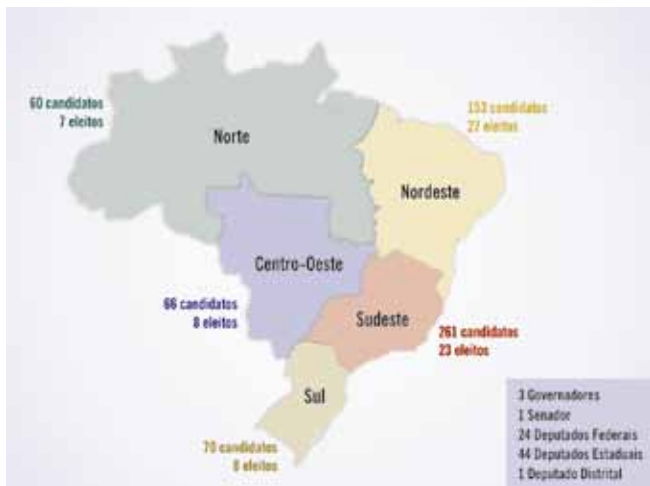 60 candidatos
7 eleitos
Norte
153 candidatos
27 eleitos
Nordeste
Centro-Oeste
66 candidatos
8 eleitos
Sudeste
261 candidatos
23 eleitos
Sul
70 candidatos
8 eleitos
3 Governadores
1 Senador
24 Deputados Federais
44 Deputados Estaduais
1 Deputado Distrital